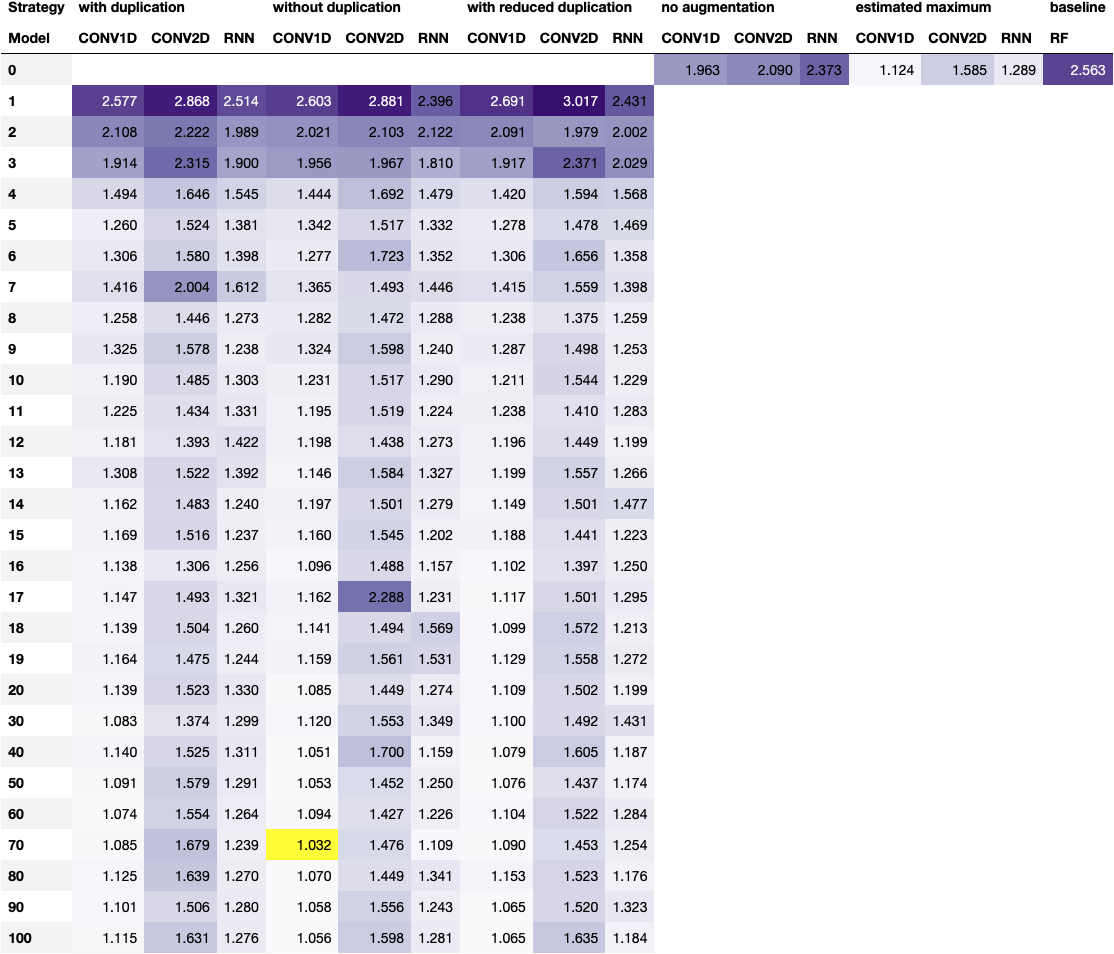 Strategy with duplication without duplication with reduced duplication no augmentation estimated maximum baseline
Model CONV1D CONV2D RNN CONV1D CONV2D RNN CONV1D CONV2D RNN CONV1D CONV2D RNN CONV1D CONV2D RNN RF
0 1.963 2.090 2.373 1.124 1.585 1.289 2.563
1 2.577 2.868 2.514 2.603 2.881 2.396 2.691 3.017 2.431
2 2.108 2.222 1.989 2.021 2.103 2.122 2.091 1.979 2.002
3 1.914 2.315 1.900 1.956 1.967 1.810 1.917 2.371 2.029
4 1.494 1.646 1.545 1.444 1.692 1.479 1.420 1.594 1.568
5 1.260 1.524 1.381 1.342 1.517 1.332 1.278 1.478 1.469
6 1.306 1.580 1.398 1.277 1.723 1.352 1.306 1.656 1.358
7 1.416 2.004 1.612 1.365 1.493 1.446 1.415 1.559 1.398
8 1.258 1.446 1.273 1.282 1.472 1.288 1.238 1.375 1.259
9 1.325 1.578 1.238 1.324 1.598 1.240 1.287 1.498 1.253
10 1.190 1.485 1.303 1.231 1.517 1.290 1.211 1.544 1.229
11 1.225 1.434 1.331 1.195 1.519 1.224 1.238 1.410 1.283
12 1.181 1.393 1.422 1.198 1.438 1.273 1.196 1.449 1.199
13 1.308 1.522 1.392 1.146 1.584 1.327 1.199 1.557 1.266
14 1.162 1.483 1.240 1.197 1.501 1.279 1.149 1.501 1.477
15 1.169 1.516 1.237 1.160 1.545 1.202 1.188 1.441 1.223
16 1.138 1.306 1.256 1.096 1.488 1.157 1.102 1.397 1.250
17 1.147 1.493 1.321 1.162 2.288 1.231 1.117 1.501 1.295
18 1.139 1.504 1.260 1.141 1.494 1.569 1.099 1.572 1.213
19 1.164 1.475 1.244 1.159 1.561 1.531 1.129 1.558 1.272
20 1.139 1.523 1.330 1.085 1.449 1.274 1.109 1.502 1.199
30 1.083 1.374 1.299 1.120 1.553 1.349 1.100 1.492 1.431
40 1.140 1.525 1.311 1.051 1.700 1.159 1.079 1.605 1.187
50 1.091 1.579 1.291 1.053 1.452 1.250 1.076 1.437 1.174
60 1.074 1.554 1.264 1.094 1.427 1.226 1.104 1.522 1.284
70 1.085 1.679 1.239 1.032 1.476 1.109 1.090 1.453 1.254
80 1.125 1.639 1.270 1.070 1.449 1.341 1.153 1.523 1.176
90 1.101 1.506 1.280 1.058 1.556 1.243 1.065 1.520 1.323
100 1.115 1.631 1.276 1.056 1.598 1.281 1.065 1.635 1.184